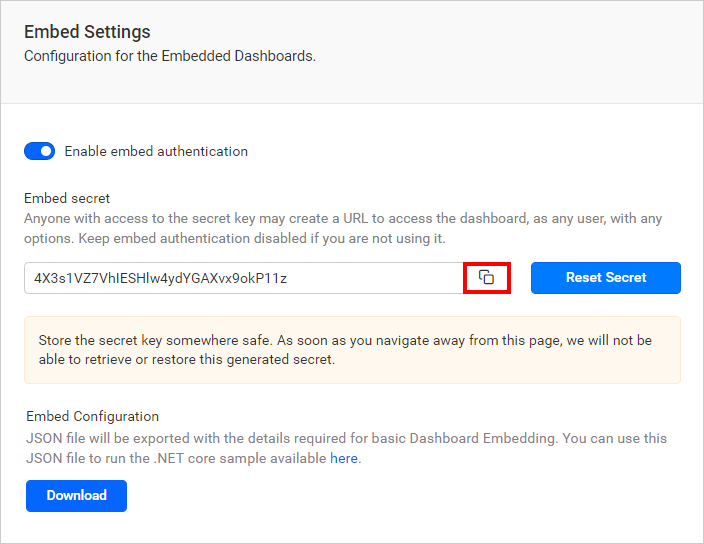 Embed Settings
Configuration for the Embedded Dashboards.
Enable embed authentication
Embed secret
Anyone with access to the secret key may create a URL to access the dashboard, as any user, with any
options. Keep embed authentication disabled if you are not using it.
4X3s1VZ7VhIESHlw4ydYGAXvx9okP11z
Reset Secret
Store the secret key somewhere safe. As soon as you navigate away from this page, we will not be
able to retrieve or restore this generated secret.
Embed Configuration
JSON file will be exported with the details required for basic Dashboard Embedding. You can use this
JSON file to run the .NET core sample available here.
Download